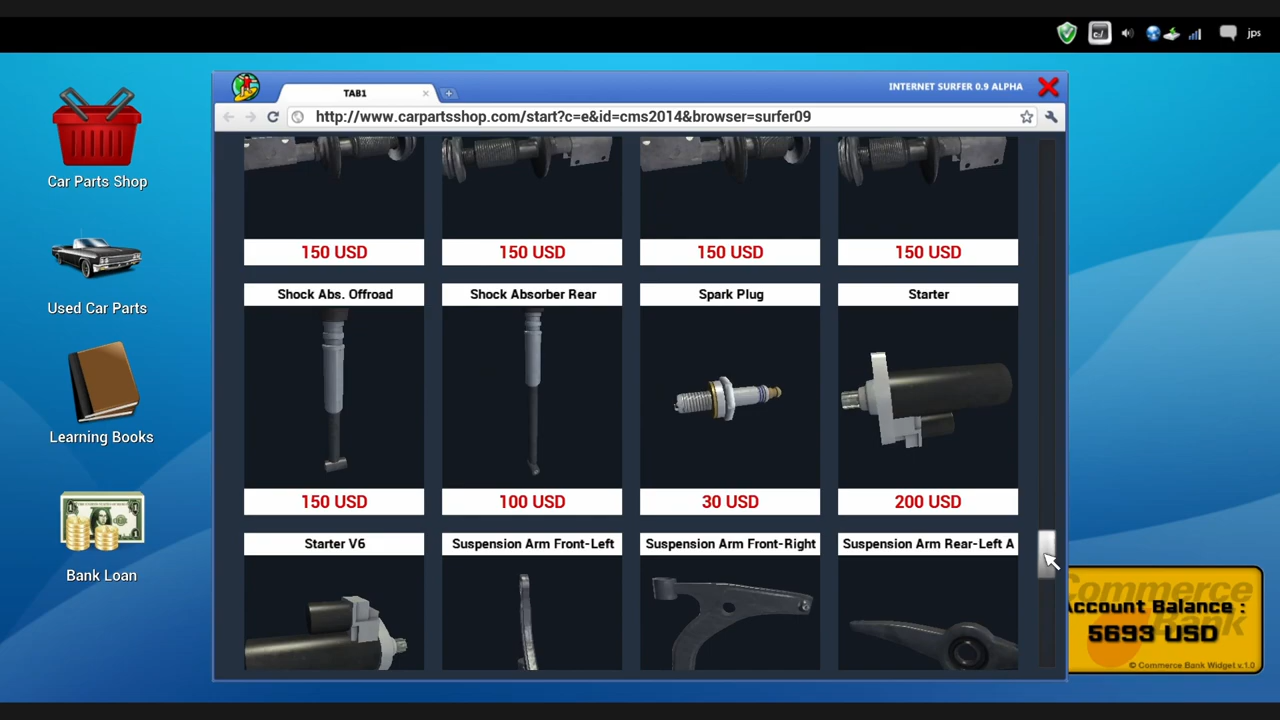 c:/
jps
TAB1
INTERNET SURFER 0.9 ALPHA
http://www.carpartsshop.com/start?c=e&id=cms2014&browser=surfer09
Car Parts Shop
Used Car Parts
Learning Books
Bank Loan
150 USD
150 USD
150 USD
150 USD
Shock Abs. Offroad
Shock Absorber Rear
Spark Plug
Starter
150 USD
100 USD
30 USD
200 USD
Starter V6
Suspension Arm Front-Left
Suspension Arm Front-Right
Suspension Arm Rear-Left A
Commerce
Bank
Account Balance :
5693 USD
© Commerce Bank Widget v.1.0